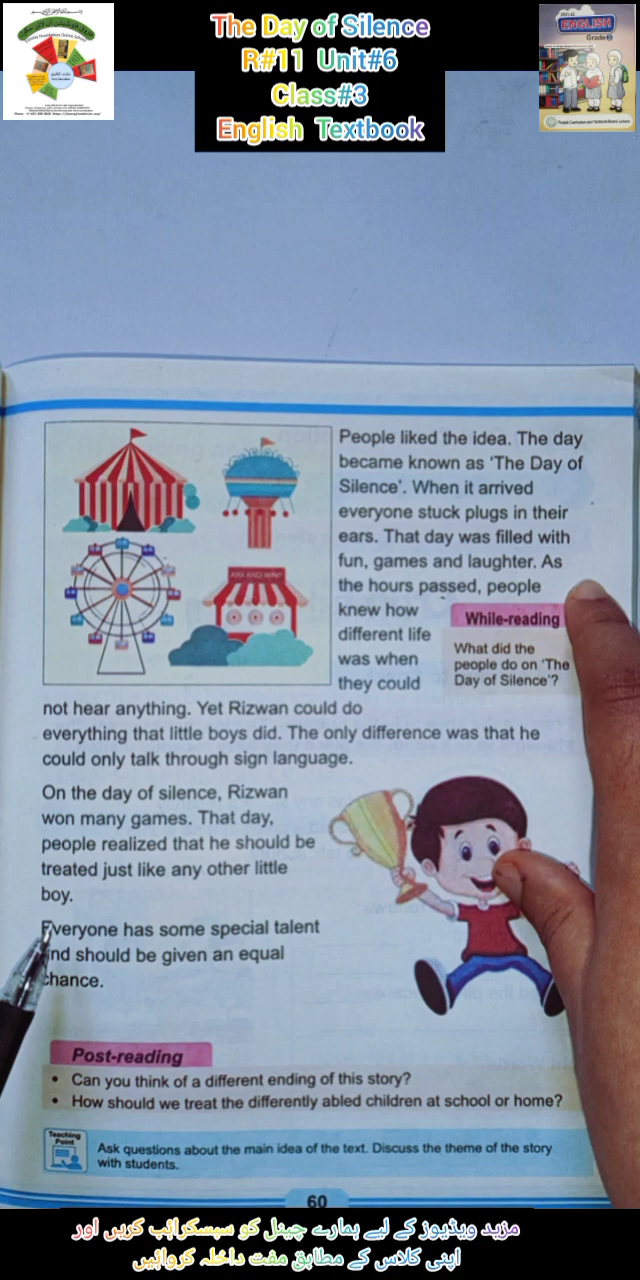 The Day of Silence
R#11 Unit#6
Class#3
English Textbook
ENGLISH
Grade 3
Punjab Curriculum and Textbook Board, Lahore
People liked the idea. The day
became known as ‘The Day of
Silence’. When it arrived
everyone stuck plugs in their
ears. That day was filled with
fun, games and laughter. As
the hours passed, people
knew how
different life
was when
they could
not hear anything. Yet Rizwan could do
everything that little boys did. The only difference was that he
could only talk through sign language.
While-reading
What did the
people do on ‘The
Day of Silence’?
On the day of silence, Rizwan
won many games. That day,
people realized that he should be
treated just like any other little
boy.
Everyone has some special talent
and should be given an equal
chance.
Post-reading
• Can you think of a different ending of this story?
• How should we treat the differently abled children at school or home?
Teaching
Point
Ask questions about the main idea of the text. Discuss the theme of the story
with students.
60
مزید ویڈیوز کے لیے ہمارے چینل کو سبسکرائب کریں اور
اپنی کلاس کے مطابق مفت داخلہ کروائیں